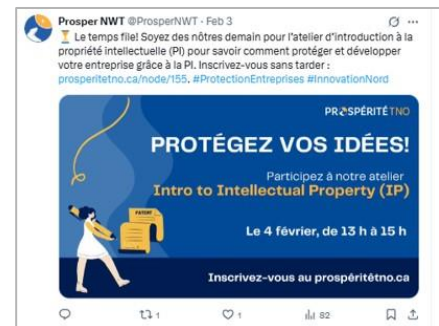 Prosper NWT @ProsperNWT · Feb 3
⏳ Le temps file! Soyez des nôtres demain pour l'atelier d'introduction à la
propriété intellectuelle (PI) pour savoir comment protéger et développer
votre entreprise grâce à la PI. Inscrivez-vous sans tarder :
prosperitetno.ca/node/155. #ProtectionEntreprises #InnovationNord
PROSPÉRITÉ TNO
PROTÉGEZ VOS IDÉES!
Participez à notre atelier
Intro to Intellectual Property (IP)
PATENT
Le 4 février, de 13 h à 15 h
Inscrivez-vous au prospéritétno.ca
1 1 82